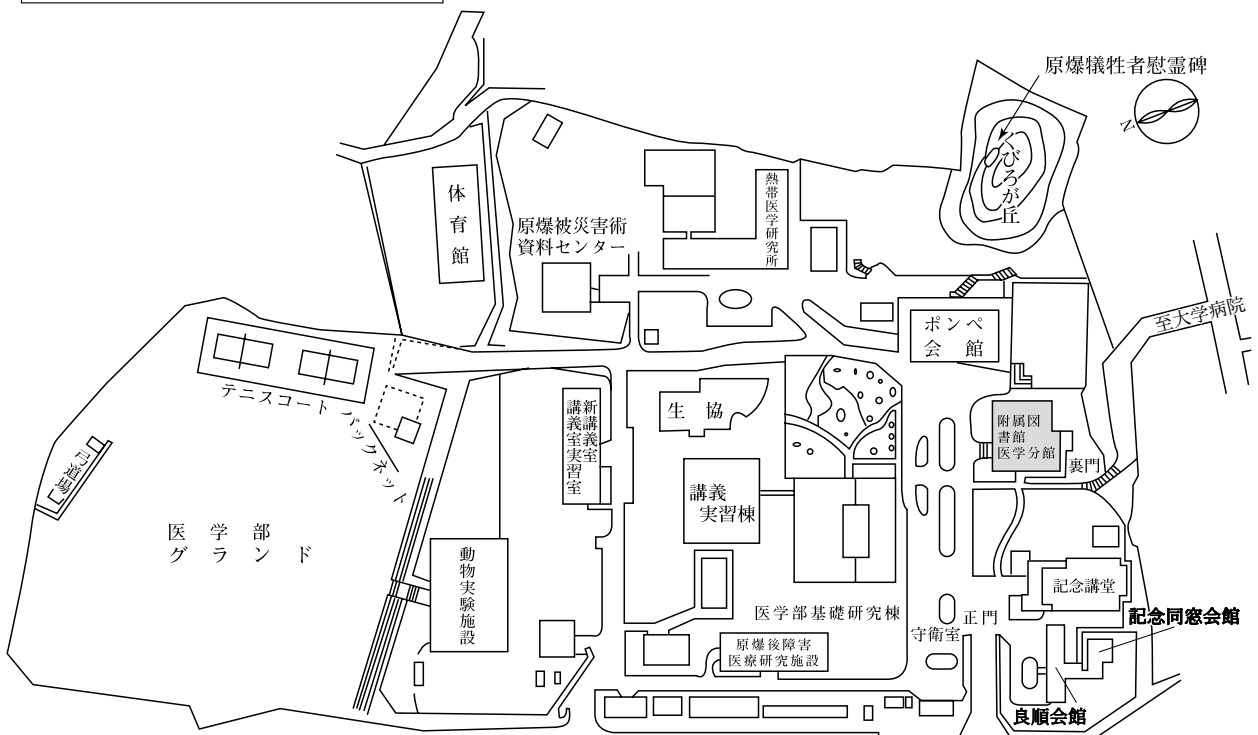 原爆犠牲者慰霊碑
N
くびろが丘
体育館
原爆被災害術
資料センター
熱帯医学研究所
至大学病院
ポンペ
会館
テニスコート
バックネット
新講義室
講義室実習室
生協
附属図
書館
医学分館
裏門
弓道場
講義
実習棟
医学部
グランド
動物実験施設
記念講堂
医学部基礎研究棟
正門
記念同窓会館
守衛室
原爆後障害
医療研究施設
良順会館